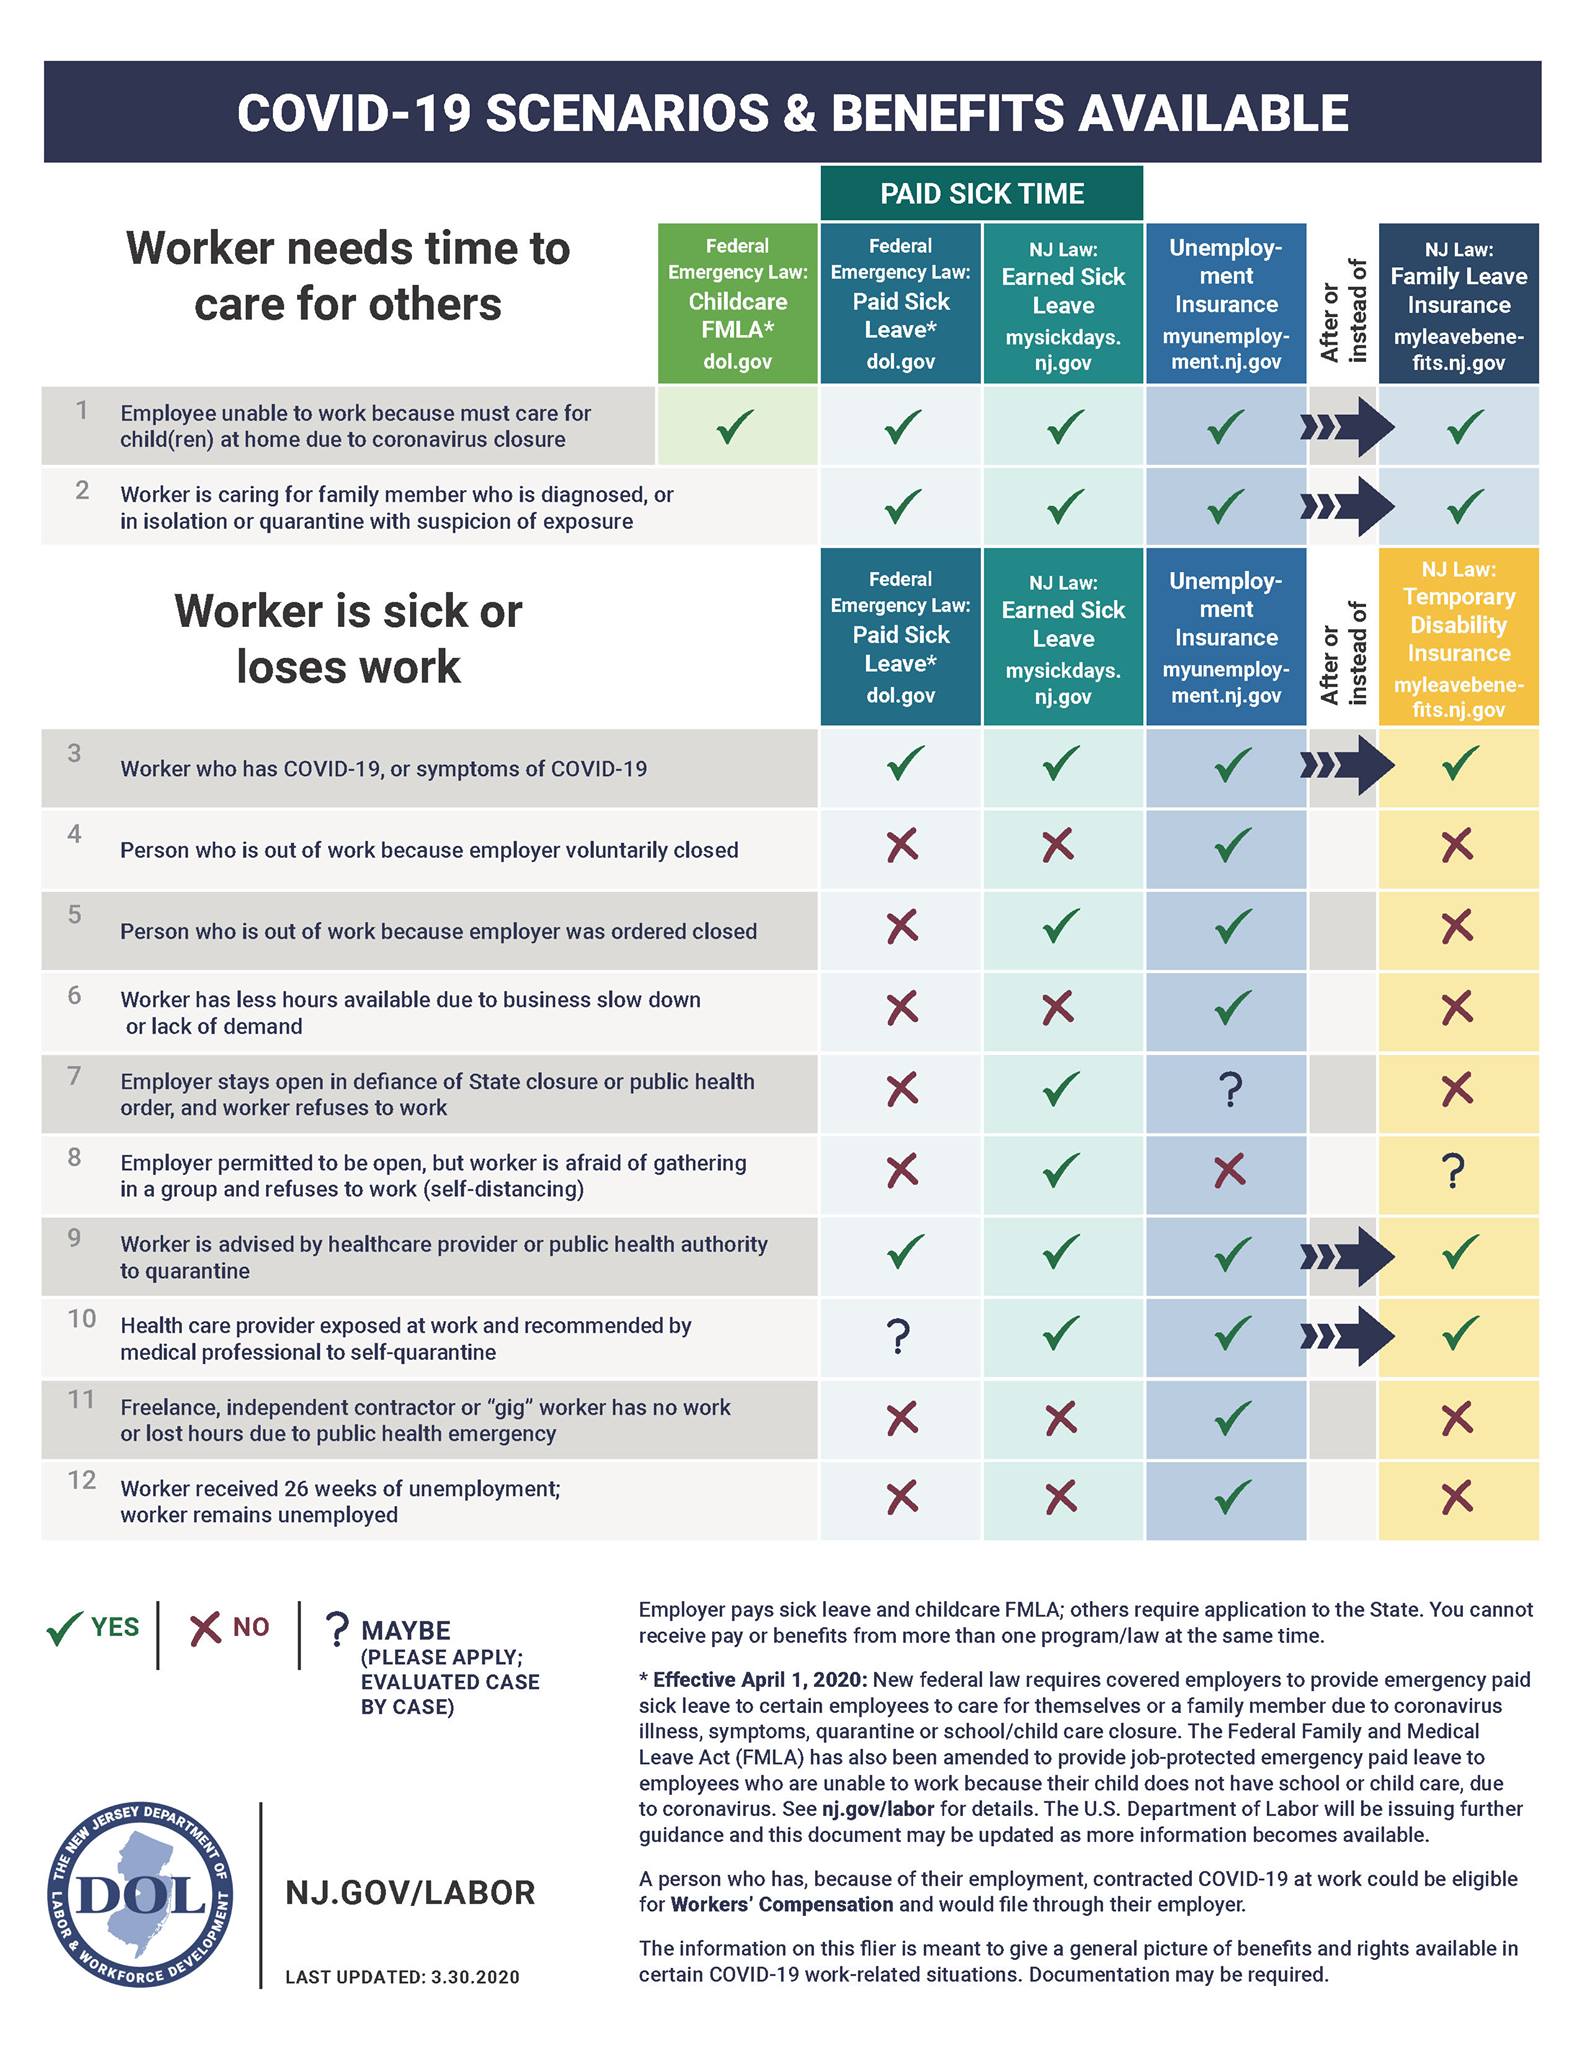 COVID-19 SCENARIOS & BENEFITS AVAILABLE
PAID SICK TIME
Worker needs time to
care for others
Federal
Emergency Law:
Childcare
FMLA*
dol.gov
Federal
Emergency Law:
Paid Sick
Leave*
dol.gov
NJ Law:
Earned Sick
Leave
mysickdays.
nj.gov
Unemploy-
ment
Insurance
myunemploy-
ment.nj.gov
After or
instead of
NJ Law:
Family Leave
Insurance
myleavebene-
fits.nj.gov
1 Employee unable to work because must care for
child(ren) at home due to coronavirus closure
2 Worker is caring for family member who is diagnosed, or
in isolation or quarantine with suspicion of exposure
Worker is sick or
loses work
Federal
Emergency Law:
Paid Sick
Leave*
dol.gov
NJ Law:
Earned Sick
Leave
mysickdays.
nj.gov
Unemploy-
ment
Insurance
myunemploy-
ment.nj.gov
After or
instead of
NJ Law:
Temporary
Disability
Insurance
myleavebene-
fits.nj.gov
3 Worker who has COVID-19, or symptoms of COVID-19
4 Person who is out of work because employer voluntarily closed
5 Person who is out of work because employer was ordered closed
6 Worker has less hours available due to business slow down
or lack of demand
7 Employer stays open in defiance of State closure or public health
order, and worker refuses to work
?
8 Employer permitted to be open, but worker is afraid of gathering
in a group and refuses to work (self-distancing)
?
9 Worker is advised by healthcare provider or public health authority
to quarantine
10 Health care provider exposed at work and recommended by
medical professional to self-quarantine
?
11 Freelance, independent contractor or “gig” worker has no work
or lost hours due to public health emergency
12 Worker received 26 weeks of unemployment;
worker remains unemployed
YES
NO
? MAYBE
(PLEASE APPLY;
EVALUATED CASE
BY CASE)
Employer pays sick leave and childcare FMLA; others require application to the State. You cannot
receive pay or benefits from more than one program/law at the same time.
* Effective April 1, 2020: New federal law requires covered employers to provide emergency paid
sick leave to certain employees to care for themselves or a family member due to coronavirus
illness, symptoms, quarantine or school/child care closure. The Federal Family and Medical
Leave Act (FMLA) has also been amended to provide job-protected emergency paid leave to
employees who are unable to work because their child does not have school or child care, due
to coronavirus. See nj.gov/labor for details. The U.S. Department of Labor will be issuing further
guidance and this document may be updated as more information becomes available.
A person who has, because of their employment, contracted COVID-19 at work could be eligible
for Workers’ Compensation and would file through their employer.
The information on this flier is meant to give a general picture of benefits and rights available in
certain COVID-19 work-related situations. Documentation may be required.
THE NEW JERSEY DEPARTMENT OF
LABOR & WORKFORCE DEVELOPMENT
DOL
NJ.GOV/LABOR
LAST UPDATED: 3.30.2020